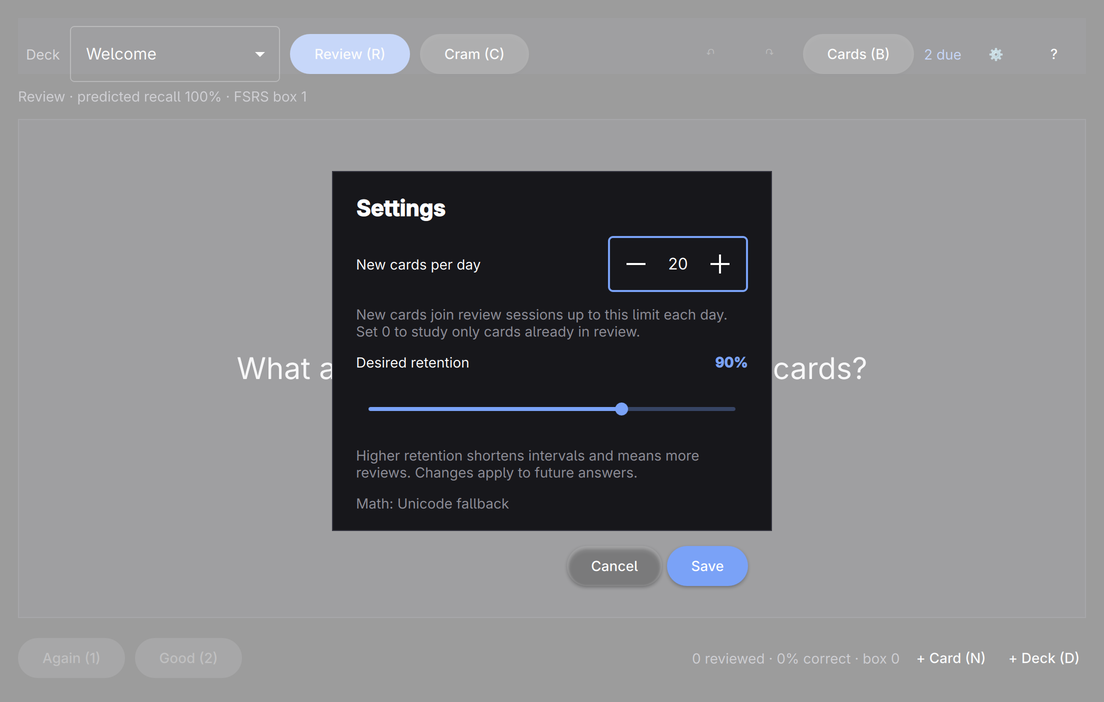 Deck
Welcome
Review (R)
Cram (C)
Cards (B)
2 due
?
Review · predicted recall 100% · FSRS box 1
Settings
New cards per day
20
New cards join review sessions up to this limit each day.
Set 0 to study only cards already in review.
What a
cards?
Desired retention
90%
Higher retention shortens intervals and means more
reviews. Changes apply to future answers.
Math: Unicode fallback
Cancel
Save
Again (1)
Good (2)
0 reviewed · 0% correct · box 0
+ Card (N)
+ Deck (D)